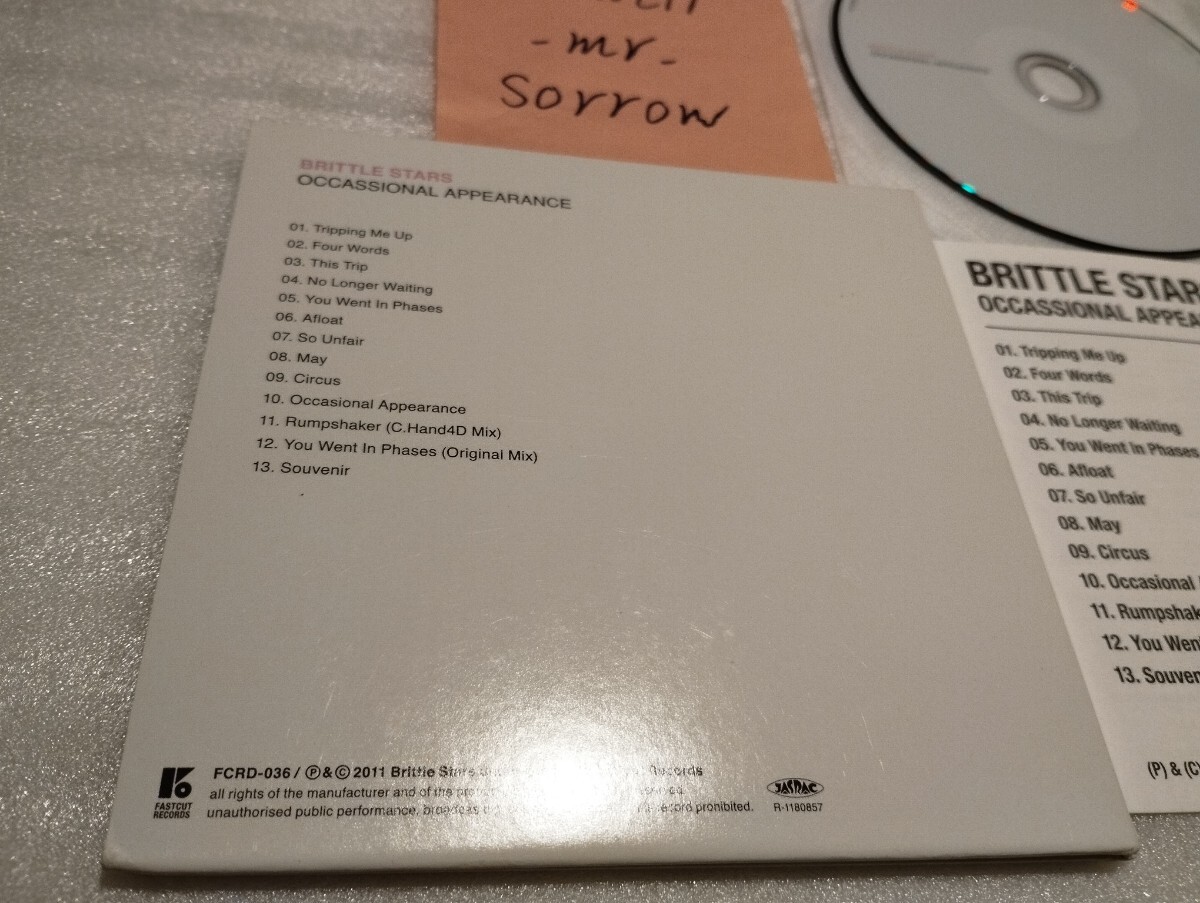 - mr -
Sorrow
BRITTLE STARS
OCCASSIONAL APPEARANCE
01. Tripping Me Up
02. Four Words
03. This Trip
04. No Longer Waiting
05. You Went In Phases
06. Afloat
07. So Unfair
08. May
09. Circus
10. Occasional Appearance
11. Rumpshaker (C.Hand4D Mix)
12. You Went In Phases (Original Mix)
13. Souvenir
FASTCUT
RECORDS
FCRD-036 / Ⓟ&Ⓒ 2011 Brittle Stars Records
all rights of the manufacturer and of the
unauthorised public performance, record prohibited.
JASRAC
R-1180857
BRITTLE STAR
OCCASSIONAL APPEA
01. Tripping Me Up
02. Four Words
03. This Trip
04. No Longer Waiting
05. You Went In Phases
06. Afloat
07. So Unfair
08. May
09. Circus
10. Occasional
11. Rumpshak
12. You Wen
13. Souven
(P) & (C